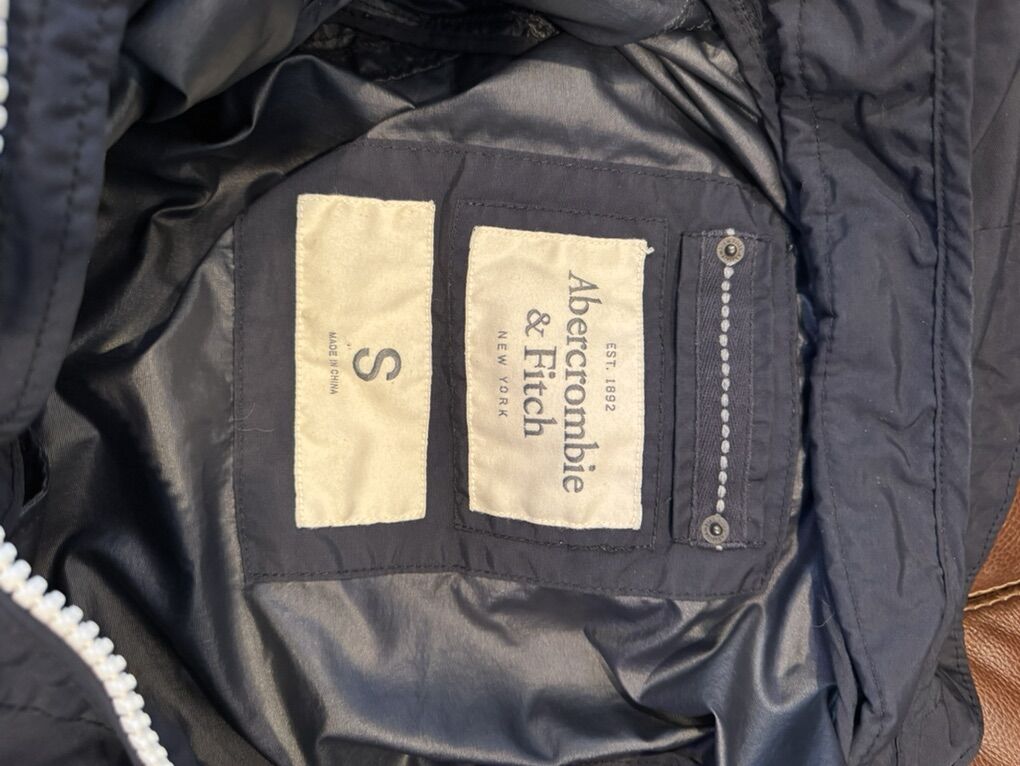 EST. 1892
Abercrombie
& Fitch
NEW YORK
S
MADE IN CHINA